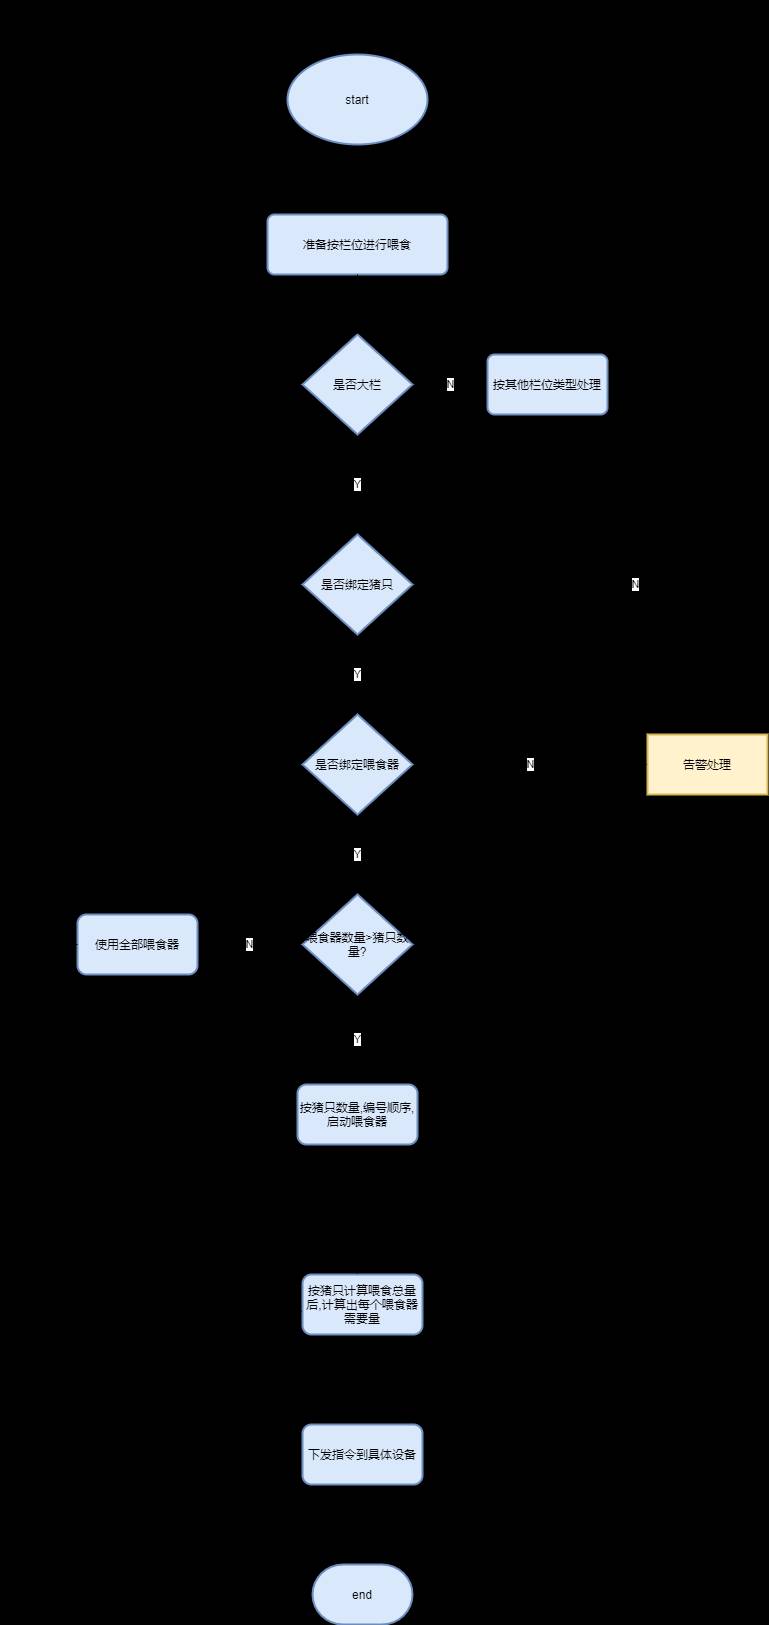 start
准备按栏位进行喂食
是否大栏
N
按其他栏位类型处理
Y
是否绑定猪只
N
Y
是否绑定喂食器
N
告警处理
Y
使用全部喂食器
N
喂食器数量>猪只数
量?
Y
按猪只数量,编号顺序,
启动喂食器
按猪只计算喂食总量
后,计算出每个喂食器
需要量
下发指令到具体设备
end